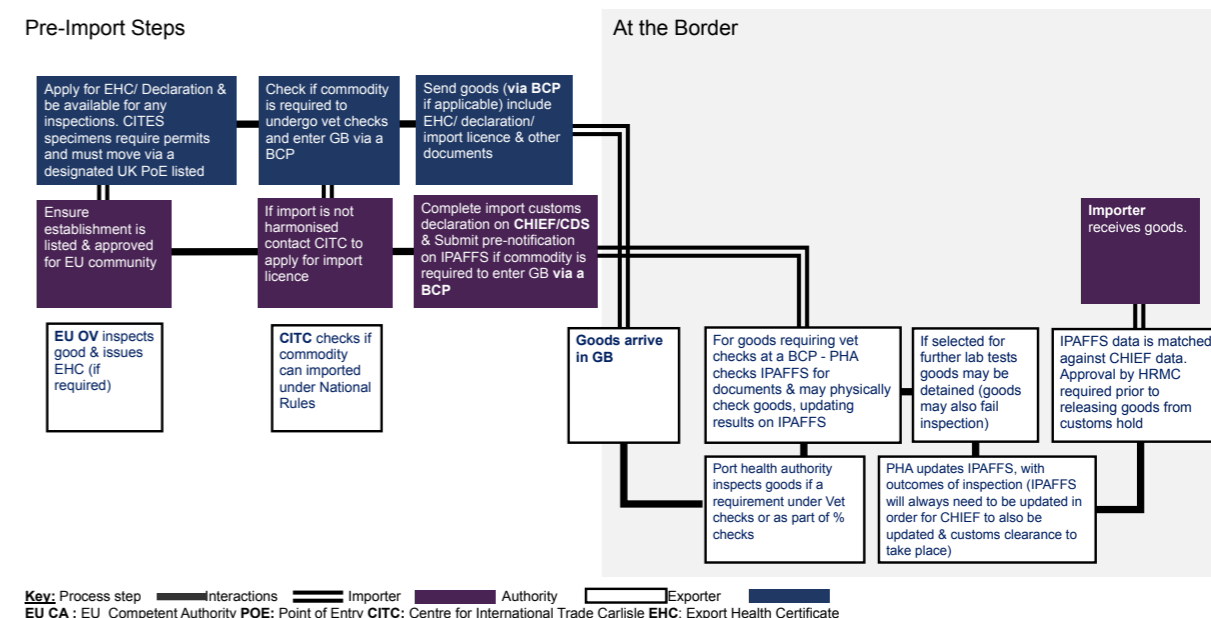 Pre-Import Steps
At the Border
Apply for EHC/ Declaration &
be available for any
inspections. CITES
specimens require permits
and must move via a
designated UK PoE listed
Check if commodity
is required to
undergo vet checks
and enter GB via a
BCP
Send goods (via BCP
if applicable) include
EHC/ declaration/
import licence & other
documents
Ensure
establishment is
listed & approved
for EU community
If import is not
harmonised
contact CITC to
apply for import
licence
Complete import customs
declaration on CHIEF/CDS
& Submit pre-notification
on IPAFFS if commodity is
required to enter GB via a
BCP
Importer
receives goods.
EU OV inspects
good & issues
EHC (if
required)
CITC checks if
commodity
can imported
under National
Rules
Goods arrive
in GB
For goods requiring vet
checks at a BCP - PHA
checks IPAFFS for
documents & may physically
check goods, updating
results on IPAFFS
If selected for
further lab tests
goods may be
detained (goods
may also fail
inspection)
IPAFFS data is matched
against CHIEF data.
Approval by HRMC
required prior to
releasing goods from
customs hold
Port health authority
inspects goods if a
requirement under Vet
checks or as part of %
checks
PHA updates IPAFFS, with
outcomes of inspection (IPAFFS
will always need to be updated in
order for CHIEF to also be
updated & customs clearance to
take place)
Key: Process step Interactions Importer Authority Exporter
EU CA : EU Competent Authority POE: Point of Entry CITC: Centre for International Trade Carlisle EHC: Export Health Certificate